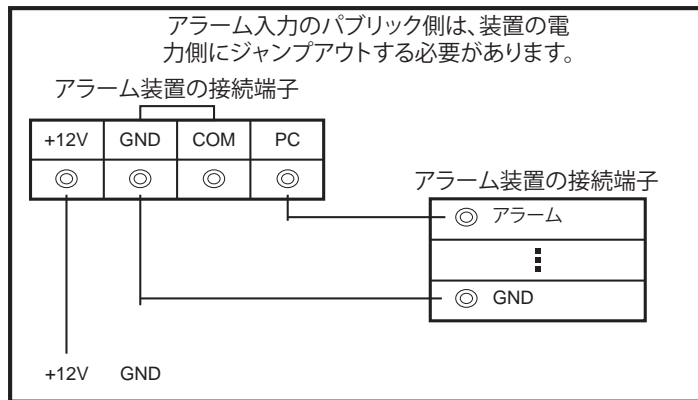 アラーム入力のパブリック側は、装置の電
力側にジャンプアウトする必要があります。
アラーム装置の接続端子
+12V GND COM PC
アラーム装置の接続端子
アラーム
GND
+12V GND